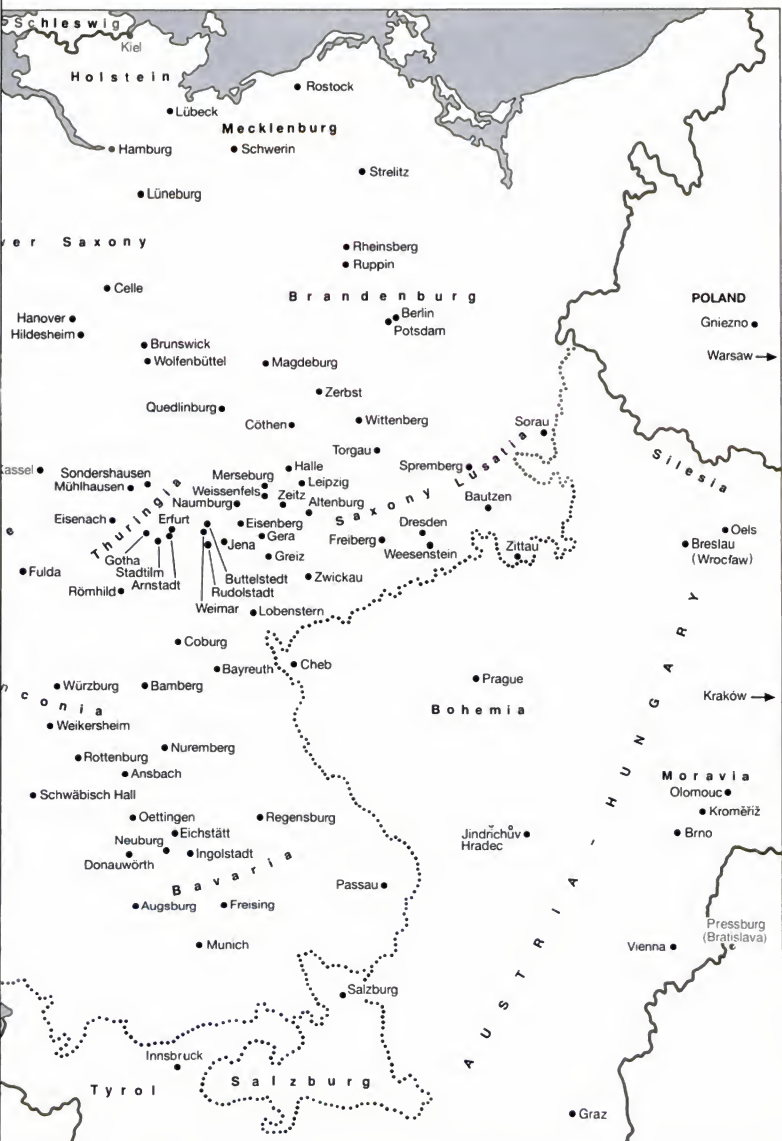 Schleswig
Kiel
Holstein
Rostock
Lübeck
Mecklenburg
Hamburg
Schwerin
Strelitz
Lüneburg
ver Saxony
Rheinsberg
Ruppin
Celle
Brandenburg
POLAND
Hanover
Berlin
Gniezno
Hildesheim
Potsdam
Brunswick
Warsaw
Wolfenbüttel
Magdeburg
Zerbst
Quedlinburg
Cöthen
Wittenberg
Sorau
Torgau
Silesia
Kassel
Sondershausen
Mühlhausen
Merseburg
Halle
Spremberg
Lusatia
Weissenfels
Leipzig
Zeitz
Naumburg
Altenburg
Saxony
Bautzen
Thuringia
Eisenach
Erfurt
Eisenberg
Dresden
Oels
Gera
Freiberg
Jena
Weesenstein
Zittau
Breslau
(Wrocław)
Gotha
Greiz
Stadtilm
Fulda
Arnstadt
Buttelstedt
Zwickau
Römhild
Rudolstadt
Weimar
Lobenstern
Coburg
Bayreuth
Cheb
Würzburg
Bamberg
Prague
Kraków
nconia
Bohemia
Weikersheim
Nuremberg
Rottenburg
Ansbach
Moravia
Schwäbisch Hall
Olomouc
Kroměříž
Oettingen
Regensburg
Eichstätt
Jindřichův
Hradec
Brno
Neuburg
Ingolstadt
Donauwörth
Bavaria
Passau
Augsburg
Freising
Pressburg
(Bratislava)
Munich
Vienna
AUSTRIA-HUNGARY
Salzburg
Innsbruck
Tyrol
Salzburg
Graz